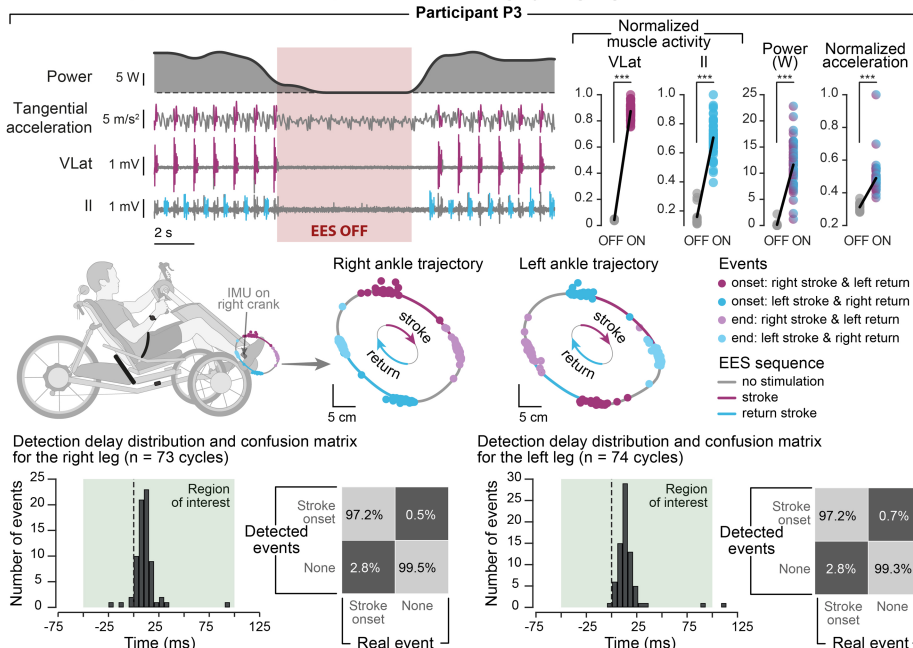 Participant P3
Normalized
muscle activity
Power
(W)
Normalized
acceleration
VLat
II
***
***
***
***
Power
5 W
Tangential
acceleration
5 m/s²
VLat
1 mV
II
1 mV
2 s
EES OFF
1.0
0.8
0.6
0.4
0.2
0
1.0
0.8
0.6
0.4
0.2
25
20
15
10
5
0
1.0
0.8
0.6
0.4
0.2
OFF ON
OFF ON
OFF ON
OFF ON
IMU on
right crank
Right ankle trajectory
stroke
return
5 cm
Left ankle trajectory
stroke
return
5 cm
Events
onset: right stroke & left return
onset: left stroke & right return
end: right stroke & left return
end: left stroke & right return
EES sequence
no stimulation
stroke
return stroke
Detection delay distribution and confusion matrix
for the right leg (n = 73 cycles)
Number of events
25
20
15
10
5
0
Region
of interest
-75 -25 0 25 75 125
Time (ms)
Detected
events
Stroke
onset
None
97.2% 0.5%
2.8% 99.5%
Stroke
onset
None
Real event
Detection delay distribution and confusion matrix
for the left leg (n = 74 cycles)
Number of events
30
25
20
15
10
5
0
Region
of interest
-75 -25 0 25 75 125
Time (ms)
Detected
events
Stroke
onset
None
97.2% 0.7%
2.8% 99.3%
Stroke
onset
None
Real event